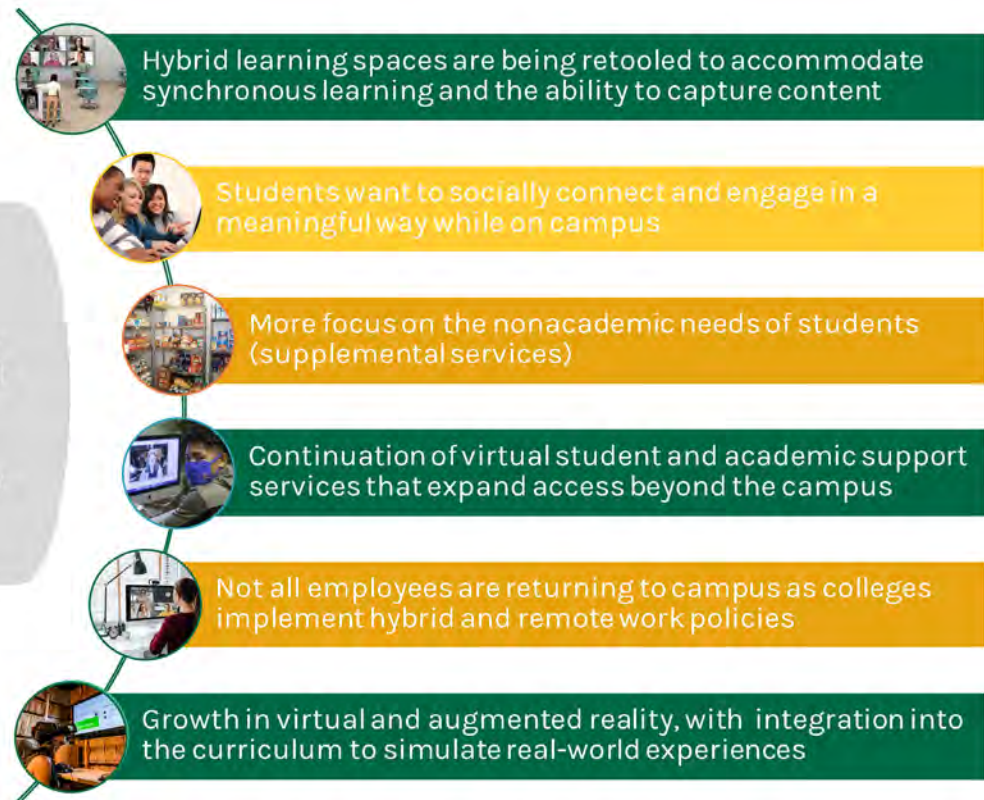 Hybrid learning spaces are being retooled to accommodate
synchronous learning and the ability to capture content
Students want to socially connect and engage in a
meaningful way while on campus
More focus on the nonacademic needs of students
(supplemental services)
Continuation of virtual student and academic support
services that expand access beyond the campus
Not all employees are returning to campus as colleges
implement hybrid and remote work policies
Growth in virtual and augmented reality, with integration into
the curriculum to simulate real-world experiences